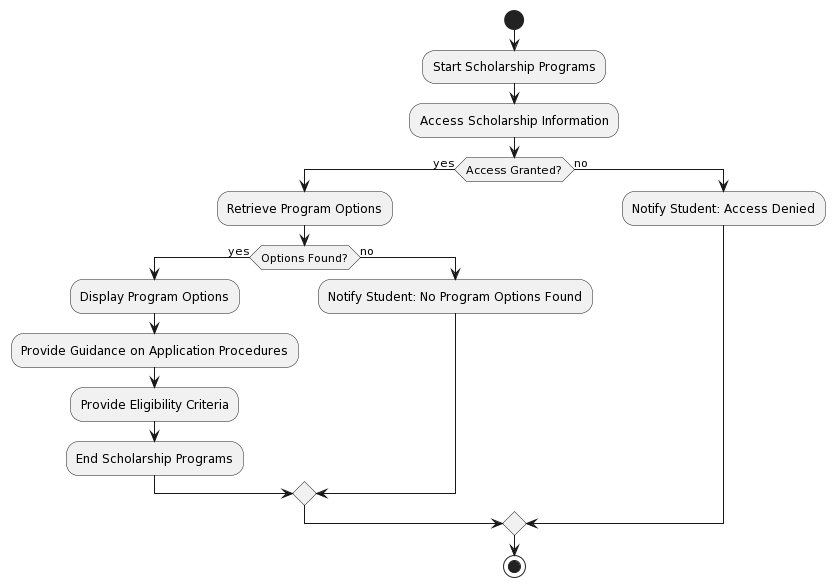 Start Scholarship Programs
Access Scholarship Information
yes
Access Granted?
no
Retrieve Program Options
Notify Student: Access Denied
yes
Options Found?
no
Display Program Options
Notify Student: No Program Options Found
Provide Guidance on Application Procedures
Provide Eligibility Criteria
End Scholarship Programs